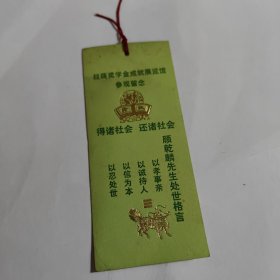 叔蘋奖学金成就展览馆
参观留念
得诸社会 还诸社会
顾乾麟先生处世格言
以孝事亲
以诚待人
以信为本
以忍处世